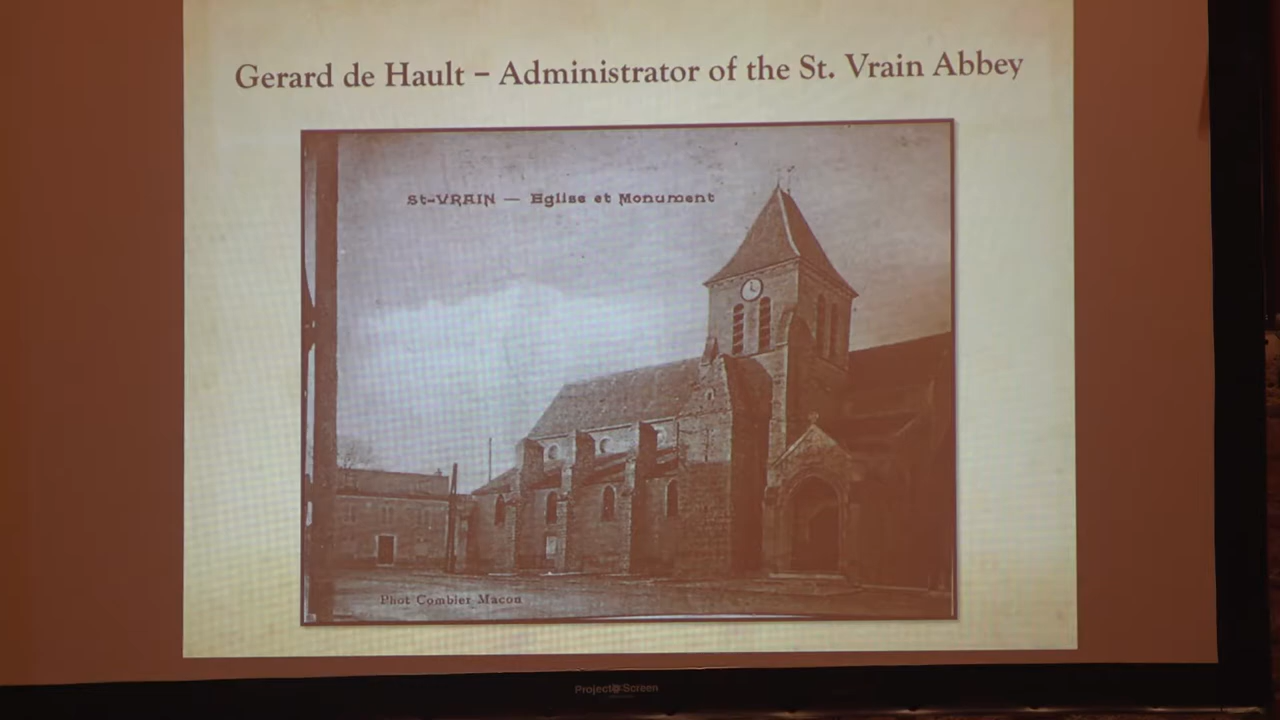 Gerard de Hault – Administrator of the St. Vrain Abbey
St-VRAIN — Eglise et Monument
Phot Combier Macon
Project Screen